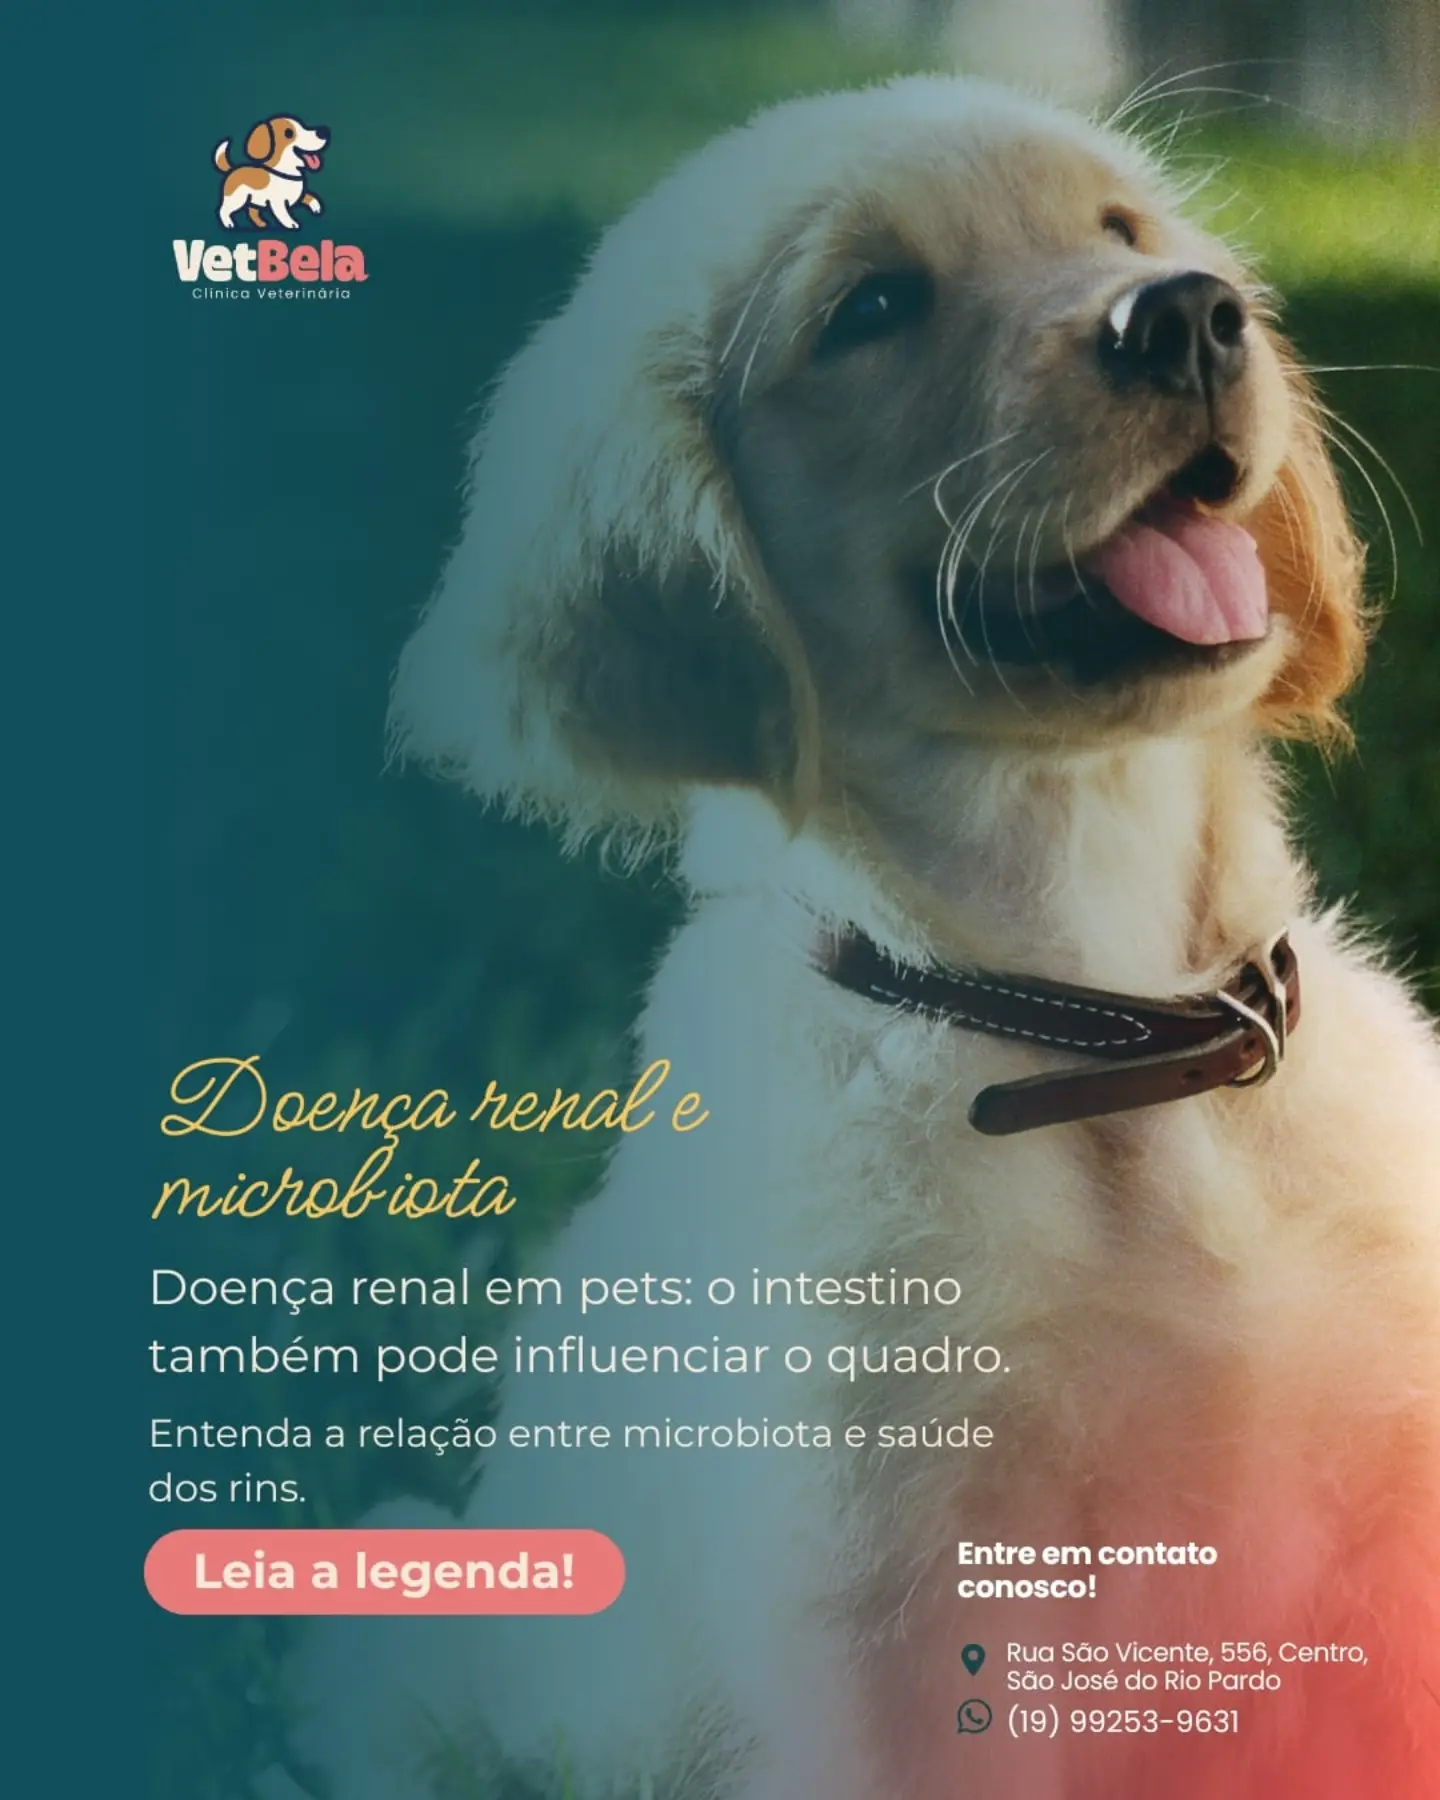 VetBela
Clínica Veterinária
Doença renal e
microbiota
Doença renal em pets: o intestino
também pode influenciar o quadro.
Entenda a relação entre microbiota e saúde
dos rins.
Leia a legenda!
Entre em contato
conosco!
Rua São Vicente, 556, Centro,
São José do Rio Pardo
(19) 99253-9631